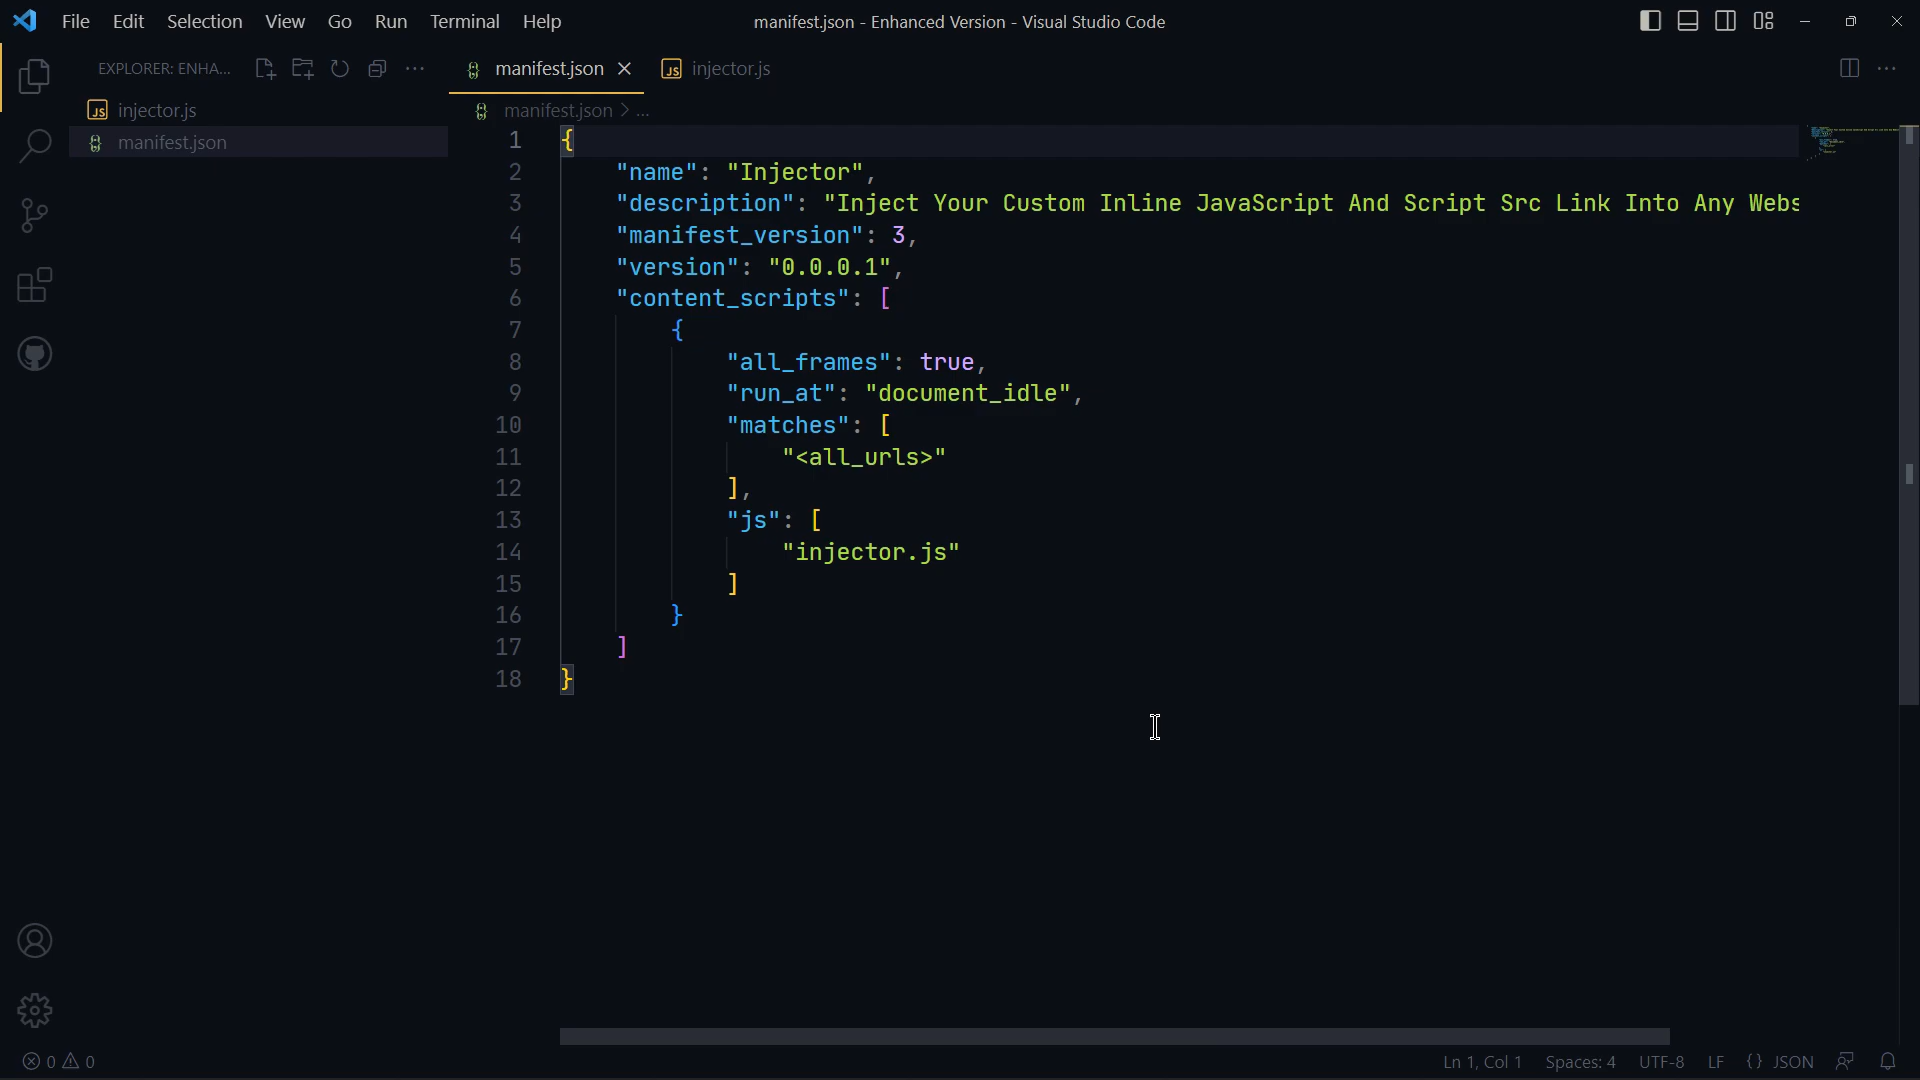 File Edit Selection View Go Run Terminal Help
manifest.json - Enhanced Version - Visual Studio Code
EXPLORER: ENHA...
JS injector.js
manifest.json
manifest.json
JS injector.js
manifest.json > ...
1 {
2 "name": "Injector",
3 "description": "Inject Your Custom Inline JavaScript And Script Src Link Into Any Webs
4 "manifest_version": 3,
5 "version": "0.0.0.1",
6 "content_scripts": [
7 {
8 "all_frames": true,
9 "run_at": "document_idle",
10 "matches": [
11 "<all_urls>"
12 ],
13 "js": [
14 "injector.js"
15 ]
16 }
17 ]
18 }
0 0
Ln 1, Col 1 Spaces: 4 UTF-8 LF {} JSON